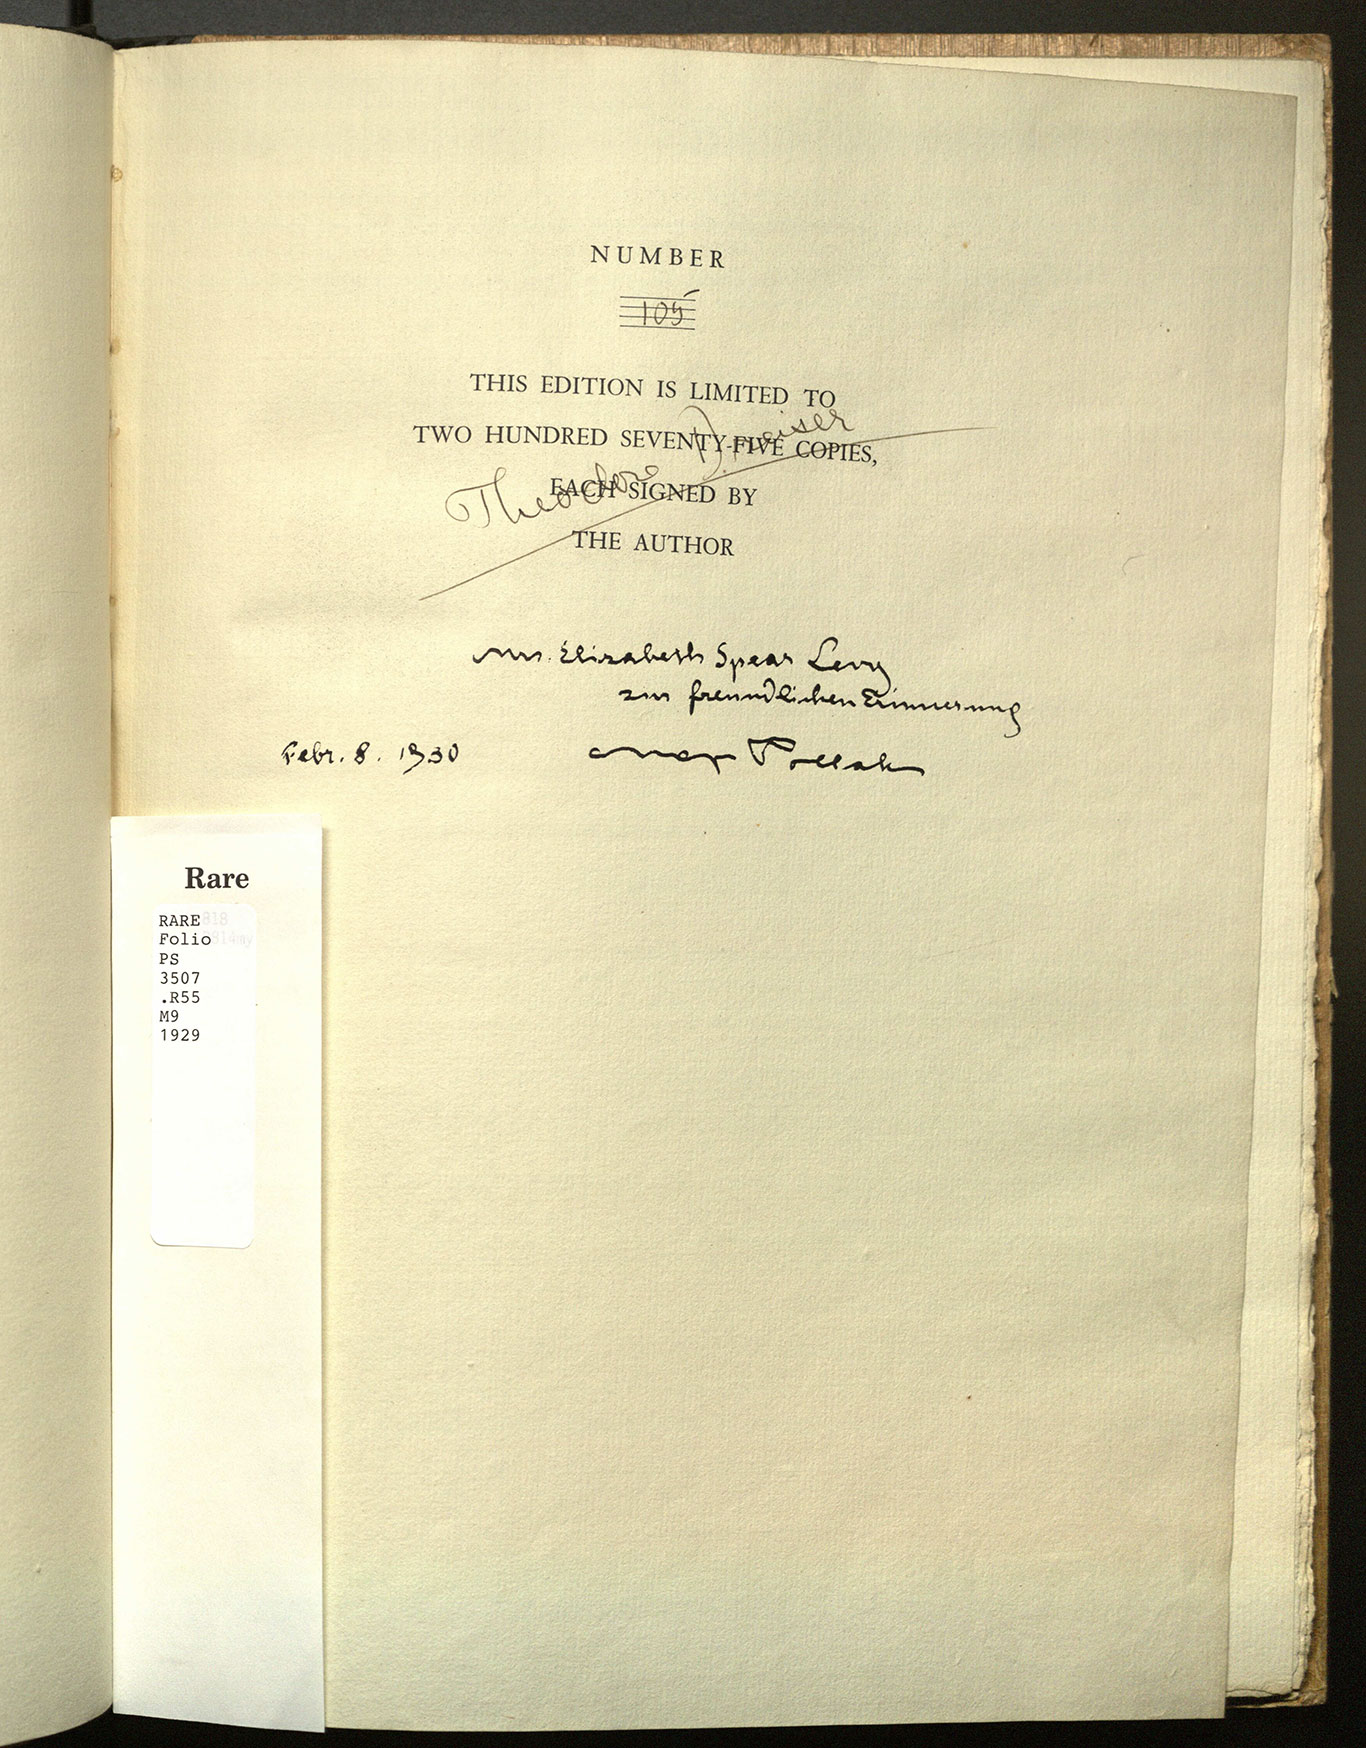 NUMBER
105
THIS EDITION IS LIMITED TO
TWO HUNDRED SEVENTY-FIVE COPIES,
EACH SIGNED BY
THE AUTHOR
Theodore Dreiser
Mrs. Elizabeth Spear Levy
zur freundlichen Erinnerung
Febr. 8. 1930
Max Pollak
Rare
RARE
Folio
PS
3507
.R55
M9
1929